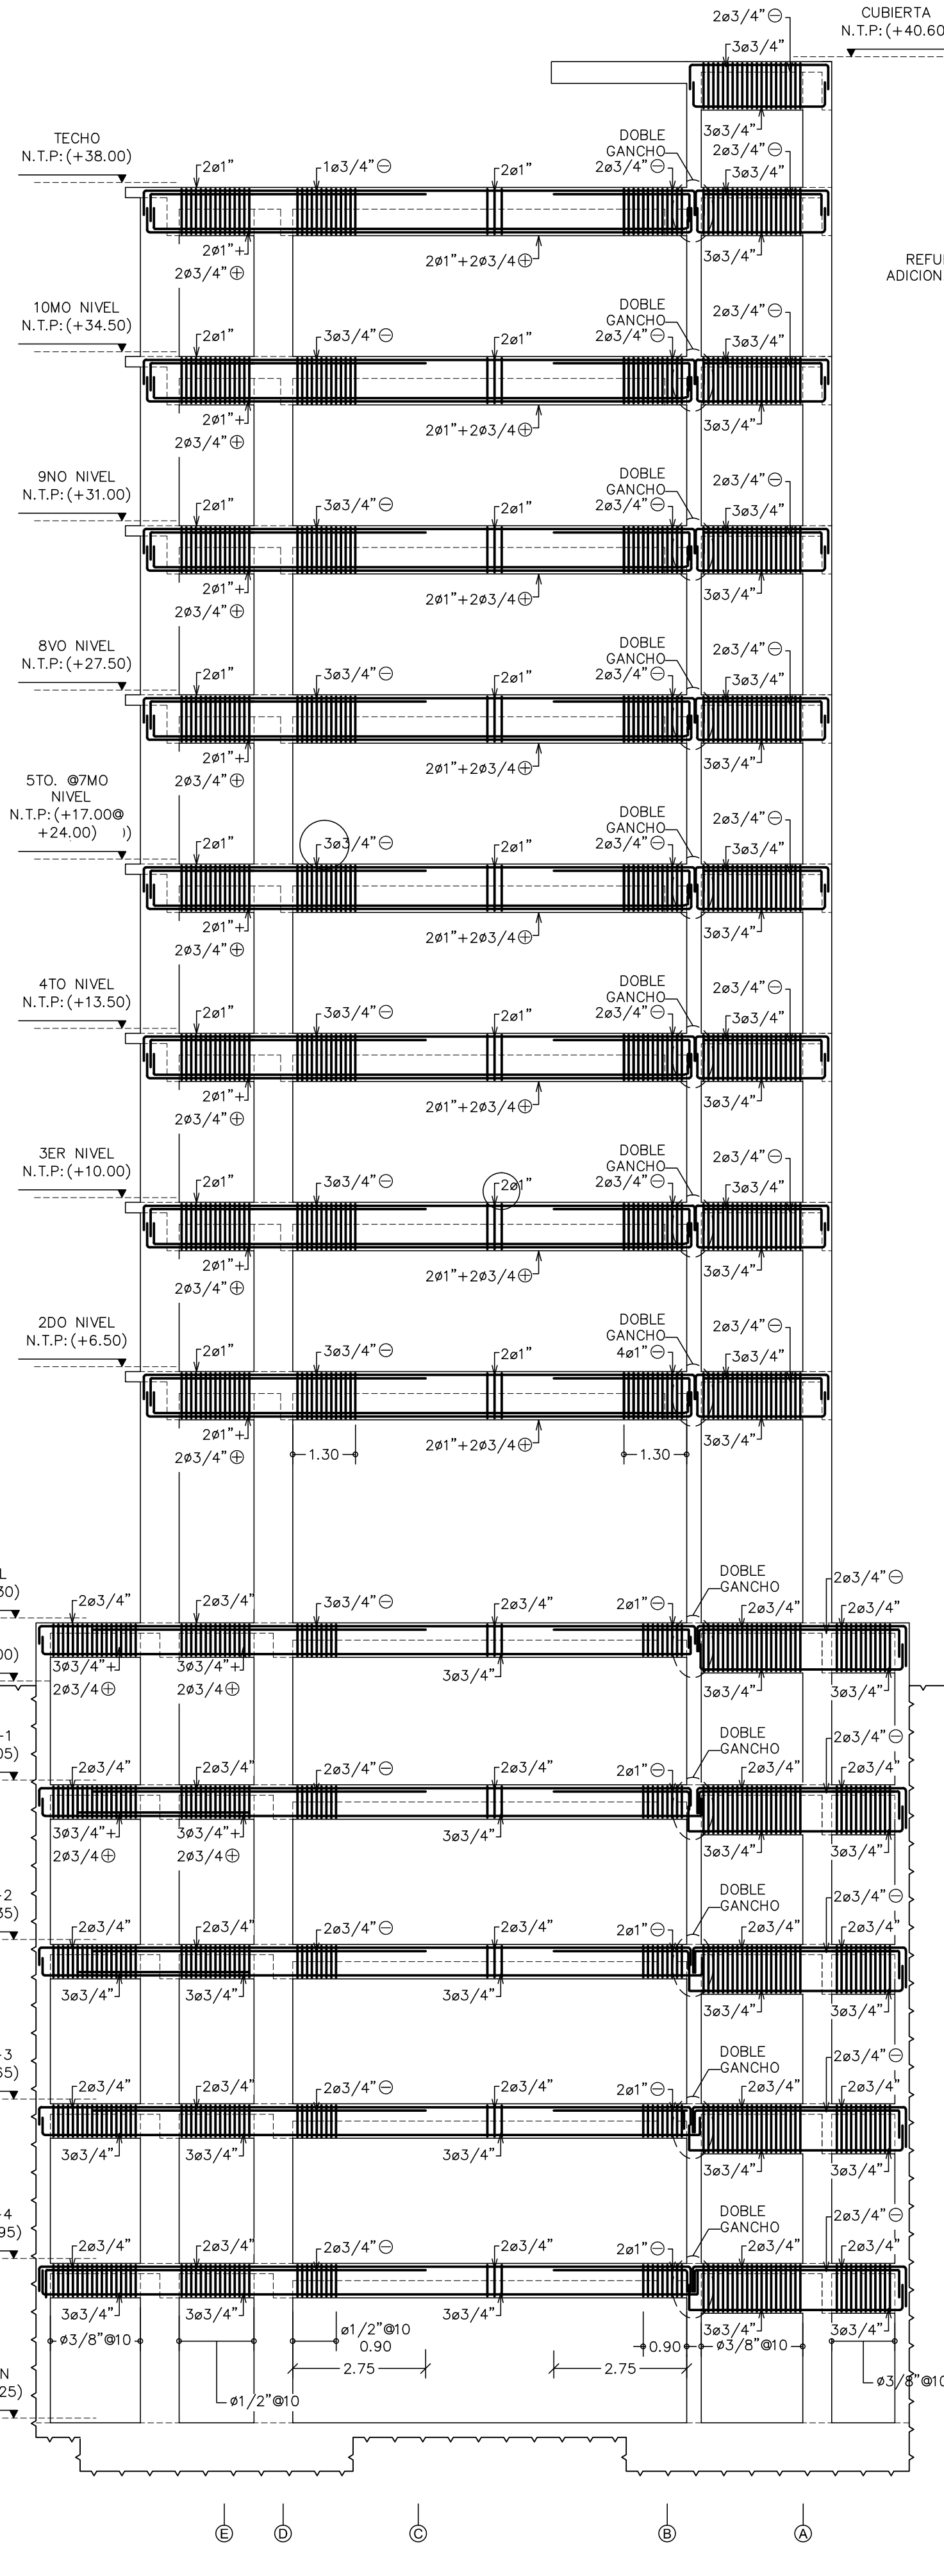 CUBIERTA
N.T.P:(+40.60
2ø3/4"⊖
3ø3/4"
3ø3/4"
TECHO
N.T.P:(+38.00)
2ø1"
1ø3/4"⊖
2ø1"
DOBLE
GANCHO
2ø3/4"⊖
2ø3/4"⊖
3ø3/4"
2ø1"+
2ø3/4"⊕
2ø1"+2ø3/4⊕
3ø3/4"
REFU
ADICION
10MO NIVEL
N.T.P:(+34.50)
2ø1"
3ø3/4"⊖
2ø1"
DOBLE
GANCHO
2ø3/4"⊖
2ø3/4"⊖
3ø3/4"
2ø1"+
2ø3/4"⊕
2ø1"+2ø3/4⊕
3ø3/4"
9NO NIVEL
N.T.P:(+31.00)
2ø1"
3ø3/4"⊖
2ø1"
DOBLE
GANCHO
2ø3/4"⊖
2ø3/4"⊖
3ø3/4"
2ø1"+
2ø3/4"⊕
2ø1"+2ø3/4⊕
3ø3/4"
8VO NIVEL
N.T.P:(+27.50)
2ø1"
3ø3/4"⊖
2ø1"
DOBLE
GANCHO
2ø3/4"⊖
2ø3/4"⊖
3ø3/4"
2ø1"+
2ø3/4"⊕
2ø1"+2ø3/4⊕
3ø3/4"
5TO. @7MO
NIVEL
N.T.P:(+17.00@
+24.00) )
2ø1"
3ø3/4"⊖
2ø1"
DOBLE
GANCHO
2ø3/4"⊖
2ø3/4"⊖
3ø3/4"
2ø1"+
2ø3/4"⊕
2ø1"+2ø3/4⊕
3ø3/4"
4TO NIVEL
N.T.P:(+13.50)
2ø1"
3ø3/4"⊖
2ø1"
DOBLE
GANCHO
2ø3/4"⊖
2ø3/4"⊖
3ø3/4"
2ø1"+
2ø3/4"⊕
2ø1"+2ø3/4⊕
3ø3/4"
3ER NIVEL
N.T.P:(+10.00)
2ø1"
3ø3/4"⊖
2ø1"
DOBLE
GANCHO
2ø3/4"⊖
2ø3/4"⊖
3ø3/4"
2ø1"+
2ø3/4"⊕
2ø1"+2ø3/4⊕
3ø3/4"
2DO NIVEL
N.T.P:(+6.50)
2ø1"
3ø3/4"⊖
2ø1"
DOBLE
GANCHO
4ø1"⊖
2ø3/4"⊖
3ø3/4"
2ø1"+
2ø3/4"⊕
2ø1"+2ø3/4⊕
3ø3/4"
1.30
1.30
L
30)
2ø3/4"
2ø3/4"
3ø3/4"⊖
2ø3/4"
2ø1"⊖
DOBLE
GANCHO
2ø3/4"
2ø3/4"⊖
2ø3/4"
00)
3ø3/4"+
2ø3/4⊕
3ø3/4"+
2ø3/4⊕
3ø3/4"
3ø3/4"
3ø3/4"
-1
05)
2ø3/4"
2ø3/4"
2ø3/4"⊖
2ø3/4"
2ø1"⊖
DOBLE
GANCHO
2ø3/4"
2ø3/4"⊖
2ø3/4"
3ø3/4"+
2ø3/4⊕
3ø3/4"+
2ø3/4⊕
3ø3/4"
3ø3/4"
3ø3/4"
-2
35)
2ø3/4"
2ø3/4"
2ø3/4"⊖
2ø3/4"
2ø1"⊖
DOBLE
GANCHO
2ø3/4"
2ø3/4"⊖
2ø3/4"
3ø3/4"
3ø3/4"
3ø3/4"
3ø3/4"
3ø3/4"
-3
65)
2ø3/4"
2ø3/4"
2ø3/4"⊖
2ø3/4"
2ø1"⊖
DOBLE
GANCHO
2ø3/4"
2ø3/4"⊖
2ø3/4"
3ø3/4"
3ø3/4"
3ø3/4"
3ø3/4"
3ø3/4"
-4
95)
2ø3/4"
2ø3/4"
2ø3/4"⊖
2ø3/4"
2ø1"⊖
DOBLE
GANCHO
2ø3/4"
2ø3/4"⊖
2ø3/4"
3ø3/4"
3ø3/4"
3ø3/4"
3ø3/4"
3ø3/4"
ø3/8"@10
ø1/2"@10
0.90
0.90
ø3/8"@10
2.75
2.75
N
25)
ø1/2"@10
ø3/8"@10
E
D
C
B
A